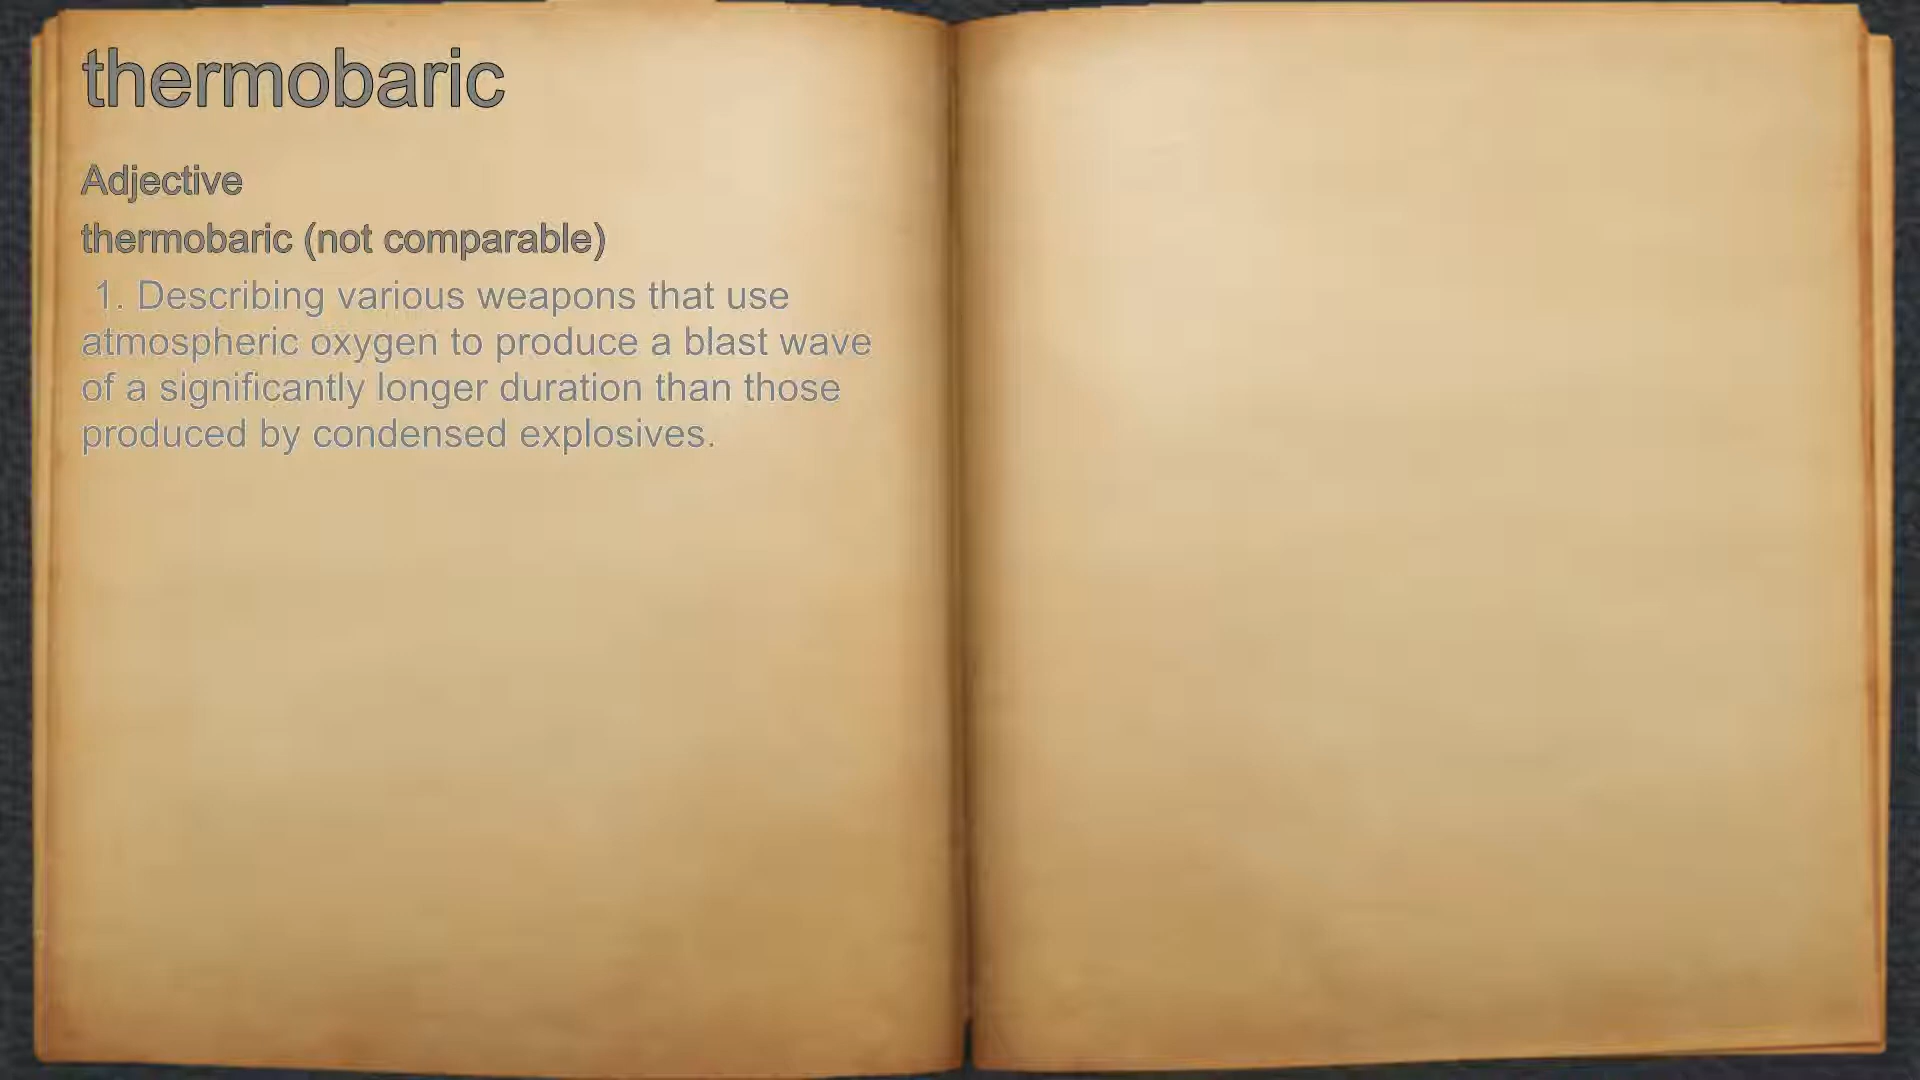 thermobaric
Adjective
thermobaric (not comparable)
1. Describing various weapons that use
atmospheric oxygen to produce a blast wave
of a significantly longer duration than those
produced by condensed explosives.